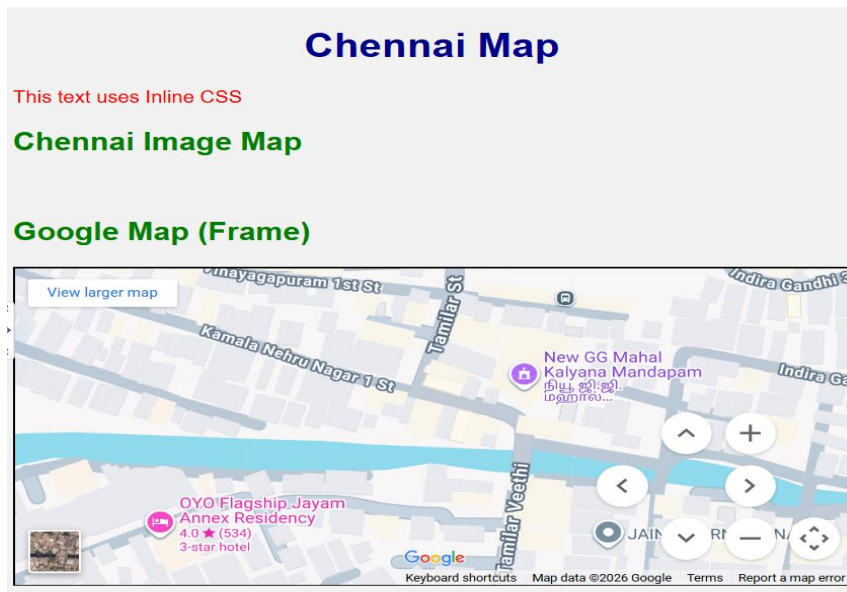 Chennai Map
This text uses Inline CSS
Chennai Image Map
Google Map (Frame)
View larger map
Vinayagapuram 1st St
Tamilar St
Indira Gandhi
Kamala Nehru Nagar 1 St
New GG Mahal
Kalyana Mandapam
நியூ ஜி.ஜி.
மஹால்...
Indira
Tamilar Veethi
OYO Flagship Jayam
Annex Residency
4.0 ★ (534)
3-star hotel
JAIN
Google
Keyboard shortcuts
Map data ©2026 Google
Terms
Report a map error